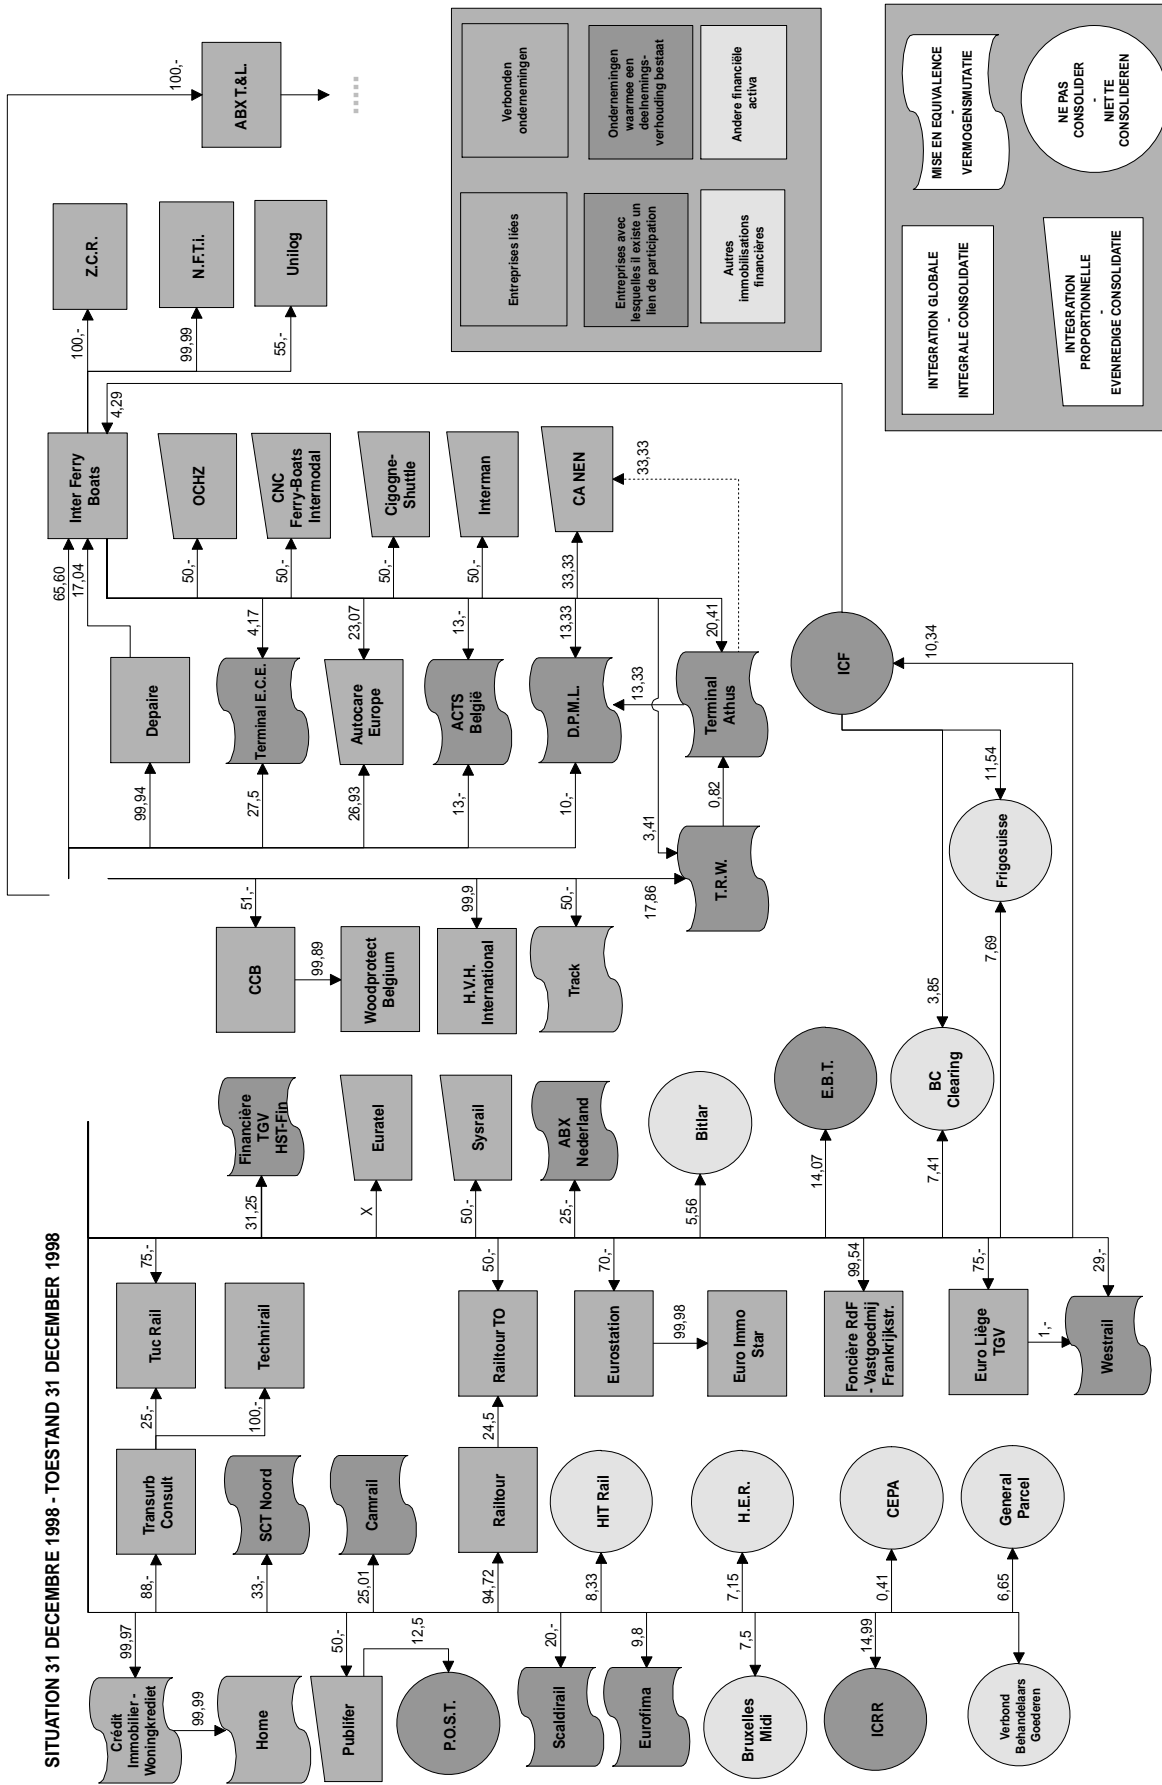 SITUATION 31 DECEMBRE 1998 - TOESTAND 31 DECEMBER 1998
99,97
Crédit
Immobilier -
Woningkrediet
99,99
Home
50,-
Publifer
12,5
P.O.S.T.
20,-
Scaldirail
9,8
Eurofima
7,5
Bruxelles
Midi
14,99
ICRR
Verbond
Behandelaars
Goederen
88,-
Transurb
Consult
25,-
100,-
33,-
SCT Noord
25,01
Camrail
94,72
Railtour
24,5
8,33
HIT Rail
7,15
H.E.R.
0,41
CEPA
6,65
General
Parcel
75,-
Tuc Rail
Technirail
50,-
Railtour TO
70,-
Eurostation
99,98
Euro Immo
Star
99,54
Foncière RdF
- Vastgoedmij
Frankrijkstr.
75,-
Euro Liège
TGV
1,-
29,-
Westrail
31,25
Financière
TGV
HST-Fin
X
Euratel
50,-
Sysrail
25,-
ABX
Nederland
5,56
Bitlar
14,07
E.B.T.
7,41
BC
Clearing
3,85
7,69
Frigosuisse
11,54
10,34
ICF
51,-
CCB
99,89
Woodprotect
Belgium
99,9
H.V.H.
International
50,-
Track
17,86
T.R.W.
3,41
0,82
Terminal
Athus
20,41
13,33
33,33
99,94
Depaire
27,5
Terminal E.C.E.
4,17
26,93
Autocare
Europe
23,07
13,-
ACTS
België
13,-
10,-
D.P.M.L.
13,33
65,60
17,04
Inter Ferry
Boats
4,29
50,-
OCHZ
50,-
CNC
Ferry-Boats
Intermodal
50,-
Cigogne-
Shuttle
50,-
Interman
33,33
CA NEN
100,-
Z.C.R.
99,99
N.F.T.i.
55,-
Unilog
100,-
ABX T.&L.
......
Entreprises liées
Verbonden
ondernemingen
Entreprises avec
lesquelles il existe un
lien de participation
Ondernemingen
waarmee een
deelnemings-
verhouding bestaat
Autres
immobilisations
financières
Andere financiële
activa
INTEGRATION GLOBALE
-
INTEGRALE CONSOLIDATIE
MISE EN EQUIVALENCE
-
VERMOGENSMUTATIE
INTEGRATION
PROPORTIONNELLE
-
EVENREDIGE CONSOLIDATIE
NE PAS
CONSOLIDER
-
NIETTE
CONSOLIDEREN